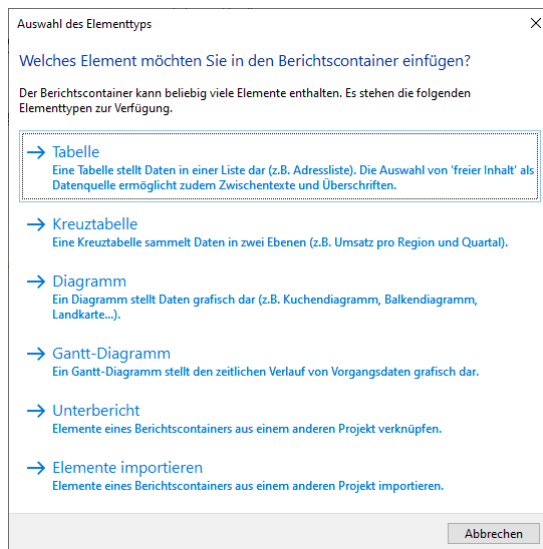 Auswahl des Elementtyps
Welches Element möchten Sie in den Berichtscontainer einfügen?
Der Berichtscontainer kann beliebig viele Elemente enthalten. Es stehen die folgenden
Elementtypen zur Verfügung.
Tabelle
Eine Tabelle stellt Daten in einer Liste dar (z.B. Adressliste). Die Auswahl von 'freier Inhalt' als
Datenquelle ermöglicht zudem Zwischentexte und Überschriften.
Kreuztabelle
Eine Kreuztabelle sammelt Daten in zwei Ebenen (z.B. Umsatz pro Region und Quartal).
Diagramm
Ein Diagramm stellt Daten grafisch dar (z.B. Kuchendiagramm, Balkendiagramm,
Landkarte...).
Gantt-Diagramm
Ein Gantt-Diagramm stellt den zeitlichen Verlauf von Vorgangsdaten grafisch dar.
Unterbericht
Elemente eines Berichtscontainers aus einem anderen Projekt verknüpfen.
Elemente importieren
Elemente eines Berichtscontainers aus einem anderen Projekt importieren.
Abbrechen